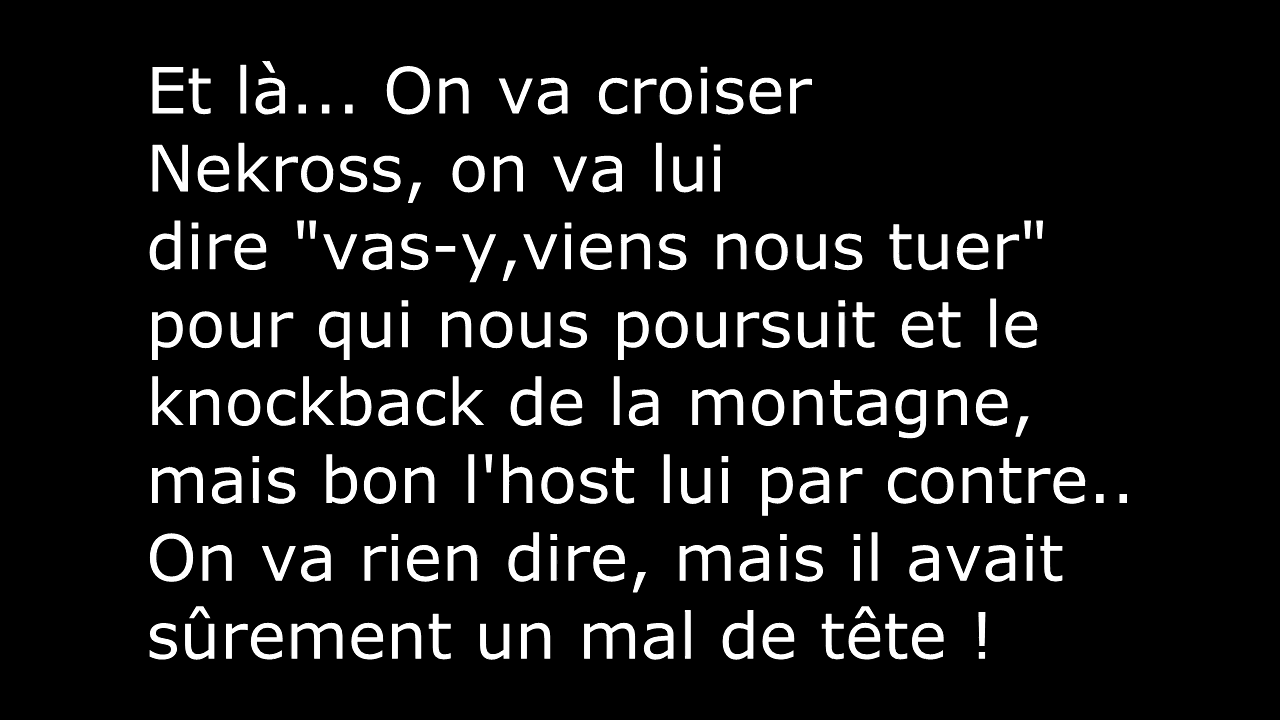 Et là... On va croiser
Nekross, on va lui
dire "vas-y,viens nous tuer"
pour qui nous poursuit et le
knockback de la montagne,
mais bon l'host lui par contre..
On va rien dire, mais il avait
sûrement un mal de tête !